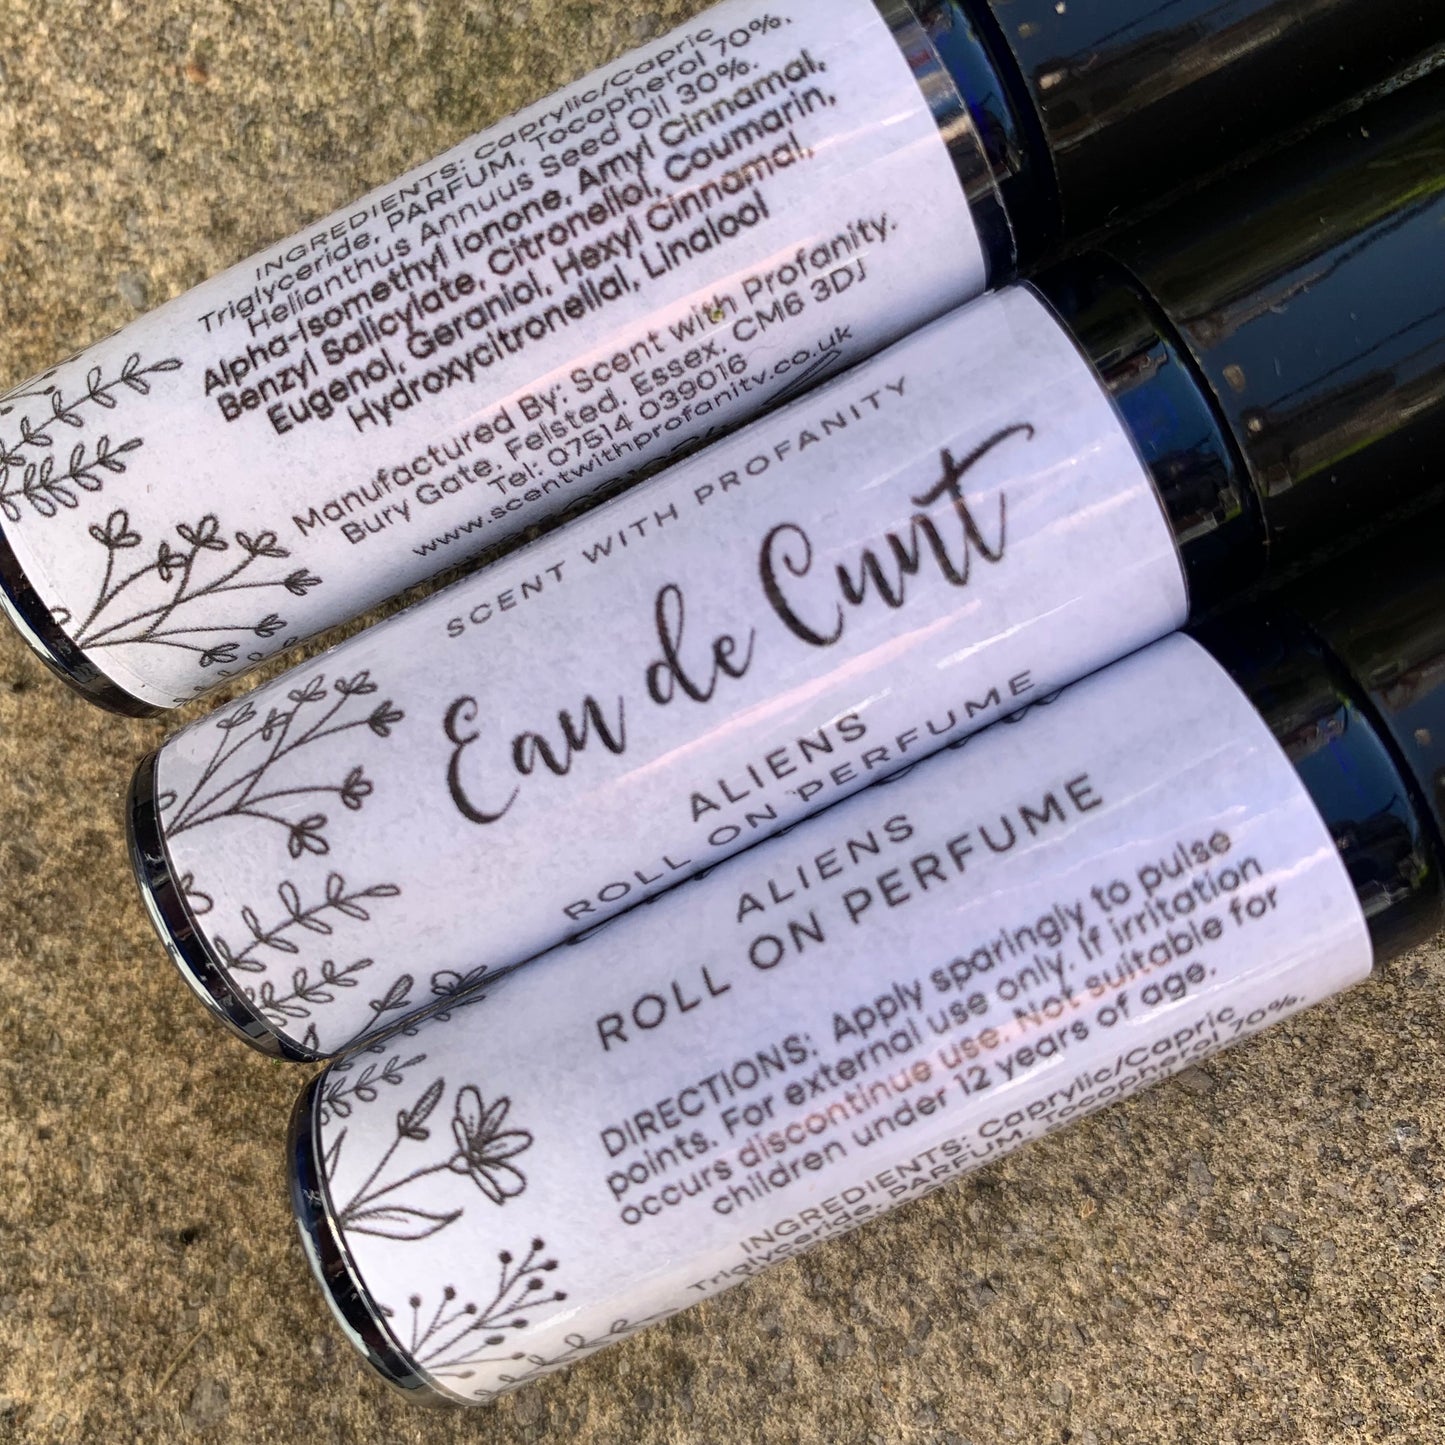 INGREDIENTS: Caprylic/Capric
Triglyceride, PARFUM, Tocopherol 70%.
Helianthus Annuus Seed Oil 30%.
Alpha-Isomethyl Ionone, Amyl Cinnamal,
Benzyl Salicylate, Citronellol, Coumarin,
Eugenol, Geraniol, Hexyl Cinnamal,
Hydroxycitronellal, Linalool
Manufactured By: Scent with Profanity.
Bury Gate. Felsted. Essex. CM6 3DJ
Tel: 07514 039016
www.scentwithprofanity.co.uk
SCENT WITH PROFANITY
Eau de Cunt
ALIENS
ROLL ON PERFUME
ALIENS
ROLL ON PERFUME
DIRECTIONS: Apply sparingly to pulse
points. For external use only. If irritation
occurs discontinue use. Not suitable for
children under 12 years of age.
INGREDIENTS: Caprylic/Capric
Triglyceride, PARFUM, Tocopherol 70%.